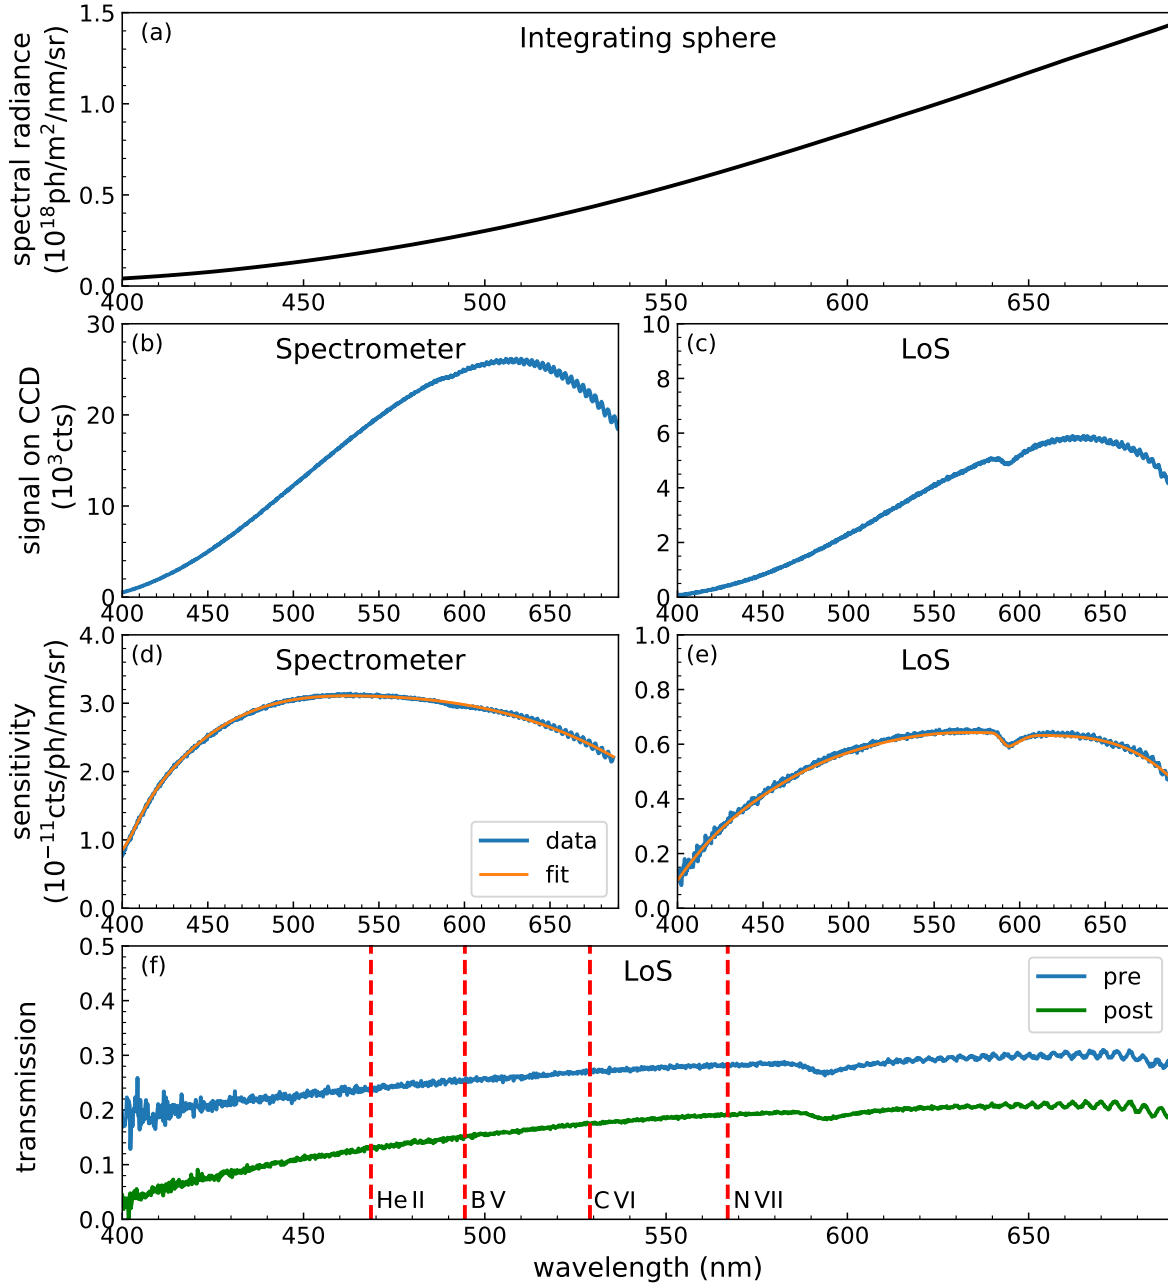 (a)
Integrating sphere
spectral radiance
(10¹⁸ph/m²/nm/sr)
1.5
1.0
0.5
0.0
400 450 500 550 600 650
(b)
Spectrometer
signal on CCD
(10³cts)
30
20
10
0
400 450 500 550 600 650
(c)
LoS
10
8
6
4
2
0
400 450 500 550 600 650
(d)
Spectrometer
sensitivity
(10⁻¹¹cts/ph/nm/sr)
4.0
3.0
2.0
1.0
0.0
data
fit
400 450 500 550 600 650
(e)
LoS
1.0
0.8
0.6
0.4
0.2
0.0
400 450 500 550 600 650
(f)
LoS
transmission
0.5
0.4
0.3
0.2
0.1
0.0
pre
post
He II B V C VI N VII
400 450 500 550 600 650
wavelength (nm)